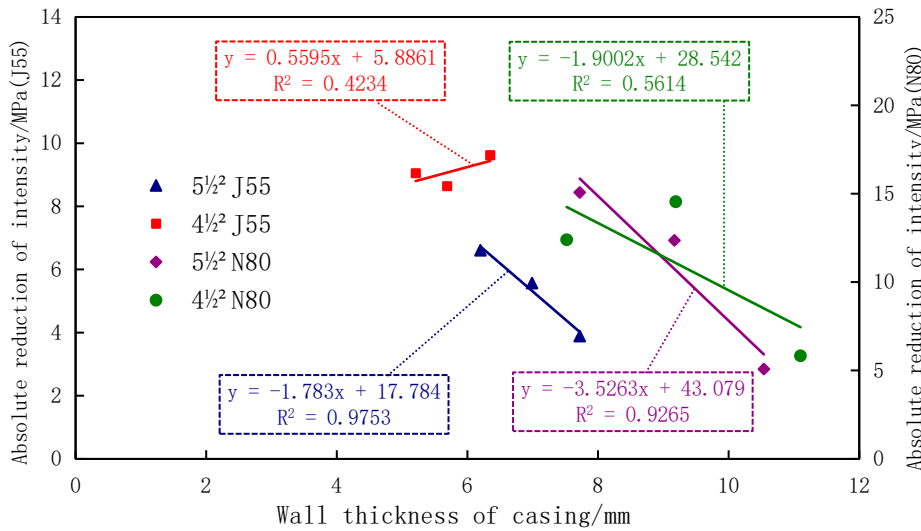 14
12
10
8
6
4
2
0
Absolute reduction of intensity/MPa(J55)
y = 0.5595x + 5.8861
R² = 0.4234
y = −1.9002x + 28.542
R² = 0.5614
5½² J55
4½² J55
5½² N80
4½² N80
y = −1.783x + 17.784
R² = 0.9753
y = −3.5263x + 43.079
R² = 0.9265
25
20
15
10
5
0
Absolute reduction of intensity/MPa(N80)
0 2 4 6 8 10 12
Wall thickness of casing/mm